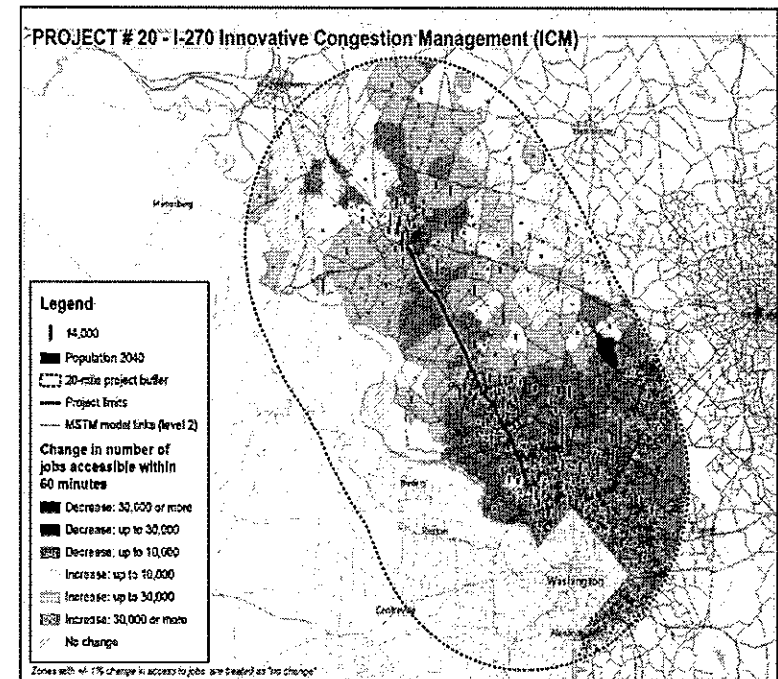 PROJECT # 20 - I-270 Innovative Congestion Management (ICM)
Legend
14,000
Population 2040
20-mile project buffer
Project limits
MSTM model links (level 2)
Change in number of
jobs accessible within
60 minutes
Decrease: 30,000 or more
Decrease: up to 30,000
Decrease: up to 10,000
Increase: up to 10,000
Increase: up to 30,000
Increase: 30,000 or more
No change
Washington
Centreville
Zones with +/- 1% change in access to jobs are treated as "no change"